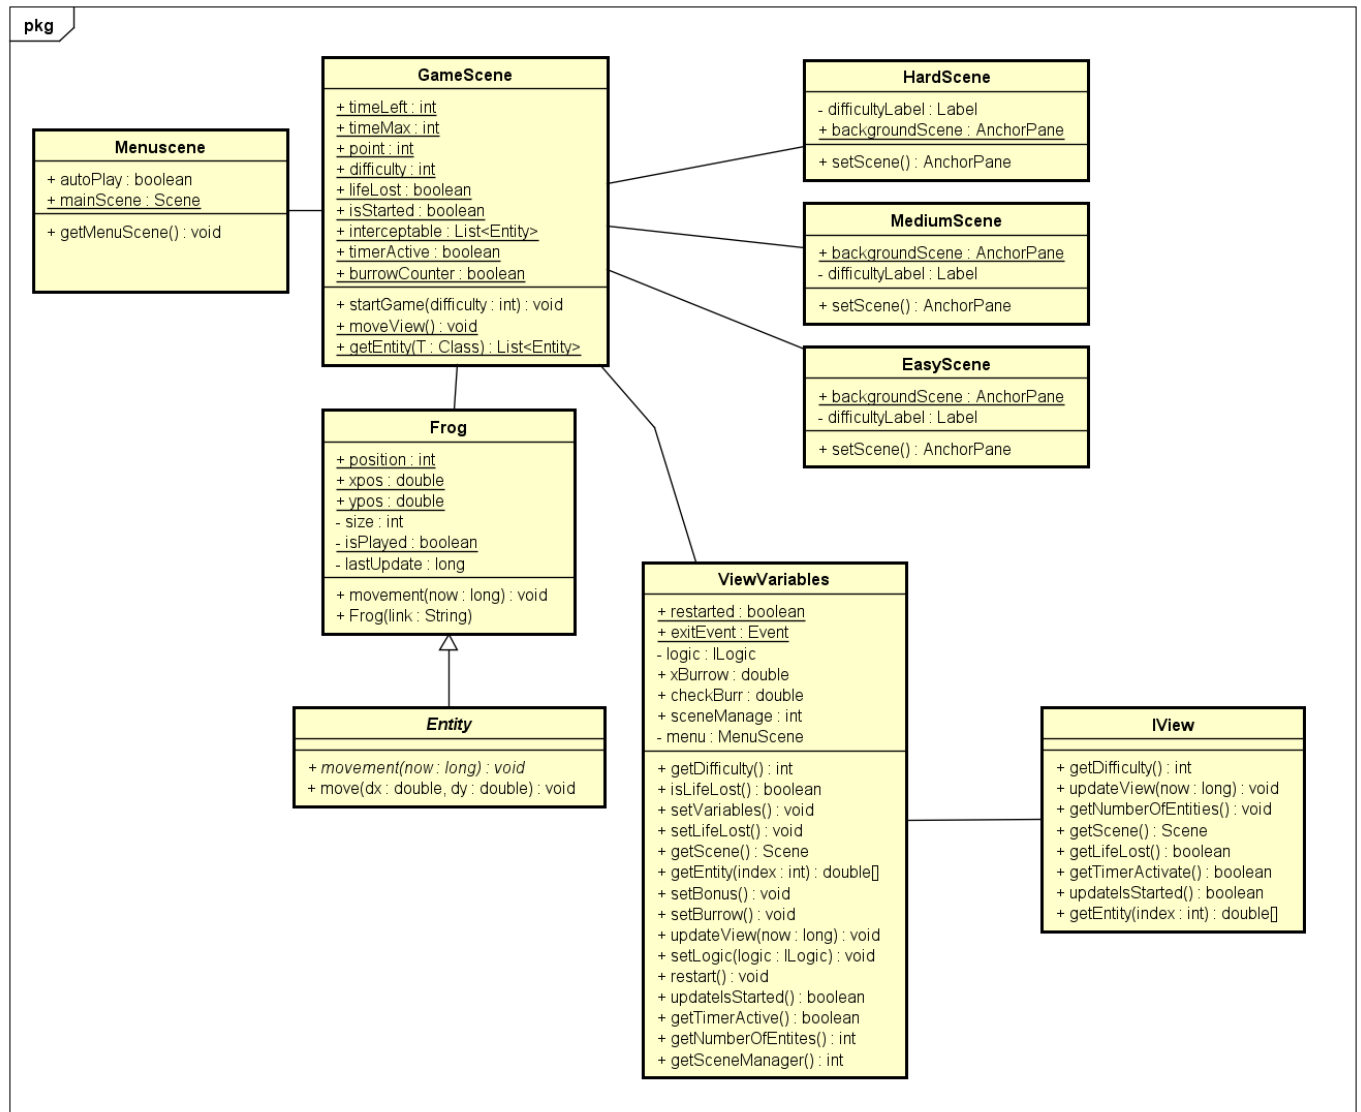 pkg
Menuscene
+ autoPlay : boolean
+ mainScene : Scene
+ getMenuScene() : void
GameScene
+ timeLeft : int
+ timeMax : int
+ point : int
+ difficulty : int
+ lifeLost : boolean
+ isStarted : boolean
+ interceptable : List<Entity>
+ timerActive : boolean
+ burrowCounter : boolean
+ startGame(difficulty : int) : void
+ moveView() : void
+ getEntity(T : Class) : List<Entity>
HardScene
- difficultyLabel : Label
+ backgroundScene : AnchorPane
+ setScene() : AnchorPane
MediumScene
+ backgroundScene : AnchorPane
- difficultyLabel : Label
+ setScene() : AnchorPane
EasyScene
+ backgroundScene : AnchorPane
- difficultyLabel : Label
+ setScene() : AnchorPane
Frog
+ position : int
+ xpos : double
+ ypos : double
- size : int
- isPlayed : boolean
- lastUpdate : long
+ movement(now : long) : void
+ Frog(link : String)
Entity
+ movement(now : long) : void
+ move(dx : double, dy : double) : void
ViewVariables
+ restarted : boolean
+ exitEvent : Event
- logic : ILogic
+ xBurrow : double
+ checkBurr : double
+ sceneManage : int
- menu : MenuScene
+ getDifficulty() : int
+ isLifeLost() : boolean
+ setVariables() : void
+ setLifeLost() : void
+ getScene() : Scene
+ getEntity(index : int) : double[]
+ setBonus() : void
+ setBurrow() : void
+ updateView(now : long) : void
+ setLogic(logic : ILogic) : void
+ restart() : void
+ updateIsStarted() : boolean
+ getTimerActive() : boolean
+ getNumberOfEntites() : int
+ getSceneManager() : int
IView
+ getDifficulty() : int
+ updateView(now : long) : void
+ getNumberOfEntities() : void
+ getScene() : Scene
+ getLifeLost() : boolean
+ getTimerActivate() : boolean
+ updateIsStarted() : boolean
+ getEntity(index : int) : double[]